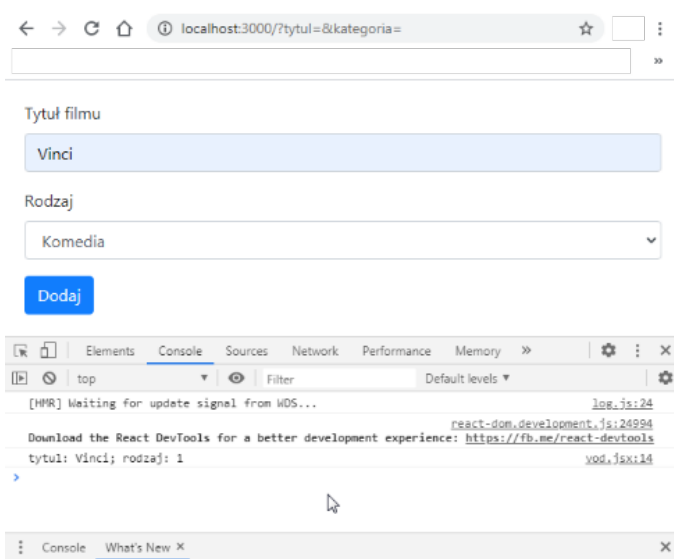 localhost:3000/?tytul=&kategoria=
»
Tytuł filmu
Vinci
Rodzaj
Komedia
Dodaj
Elements Console Sources Network Performance Memory »
top Filter Default levels ▼
[HMR] Waiting for update signal from WDS... log.js:24
react-dom.development.js:24994
Download the React DevTools for a better development experience: https://fb.me/react-devtools
tytul: Vinci; rodzaj: 1 vod.jsx:14
>
Console What's New ×